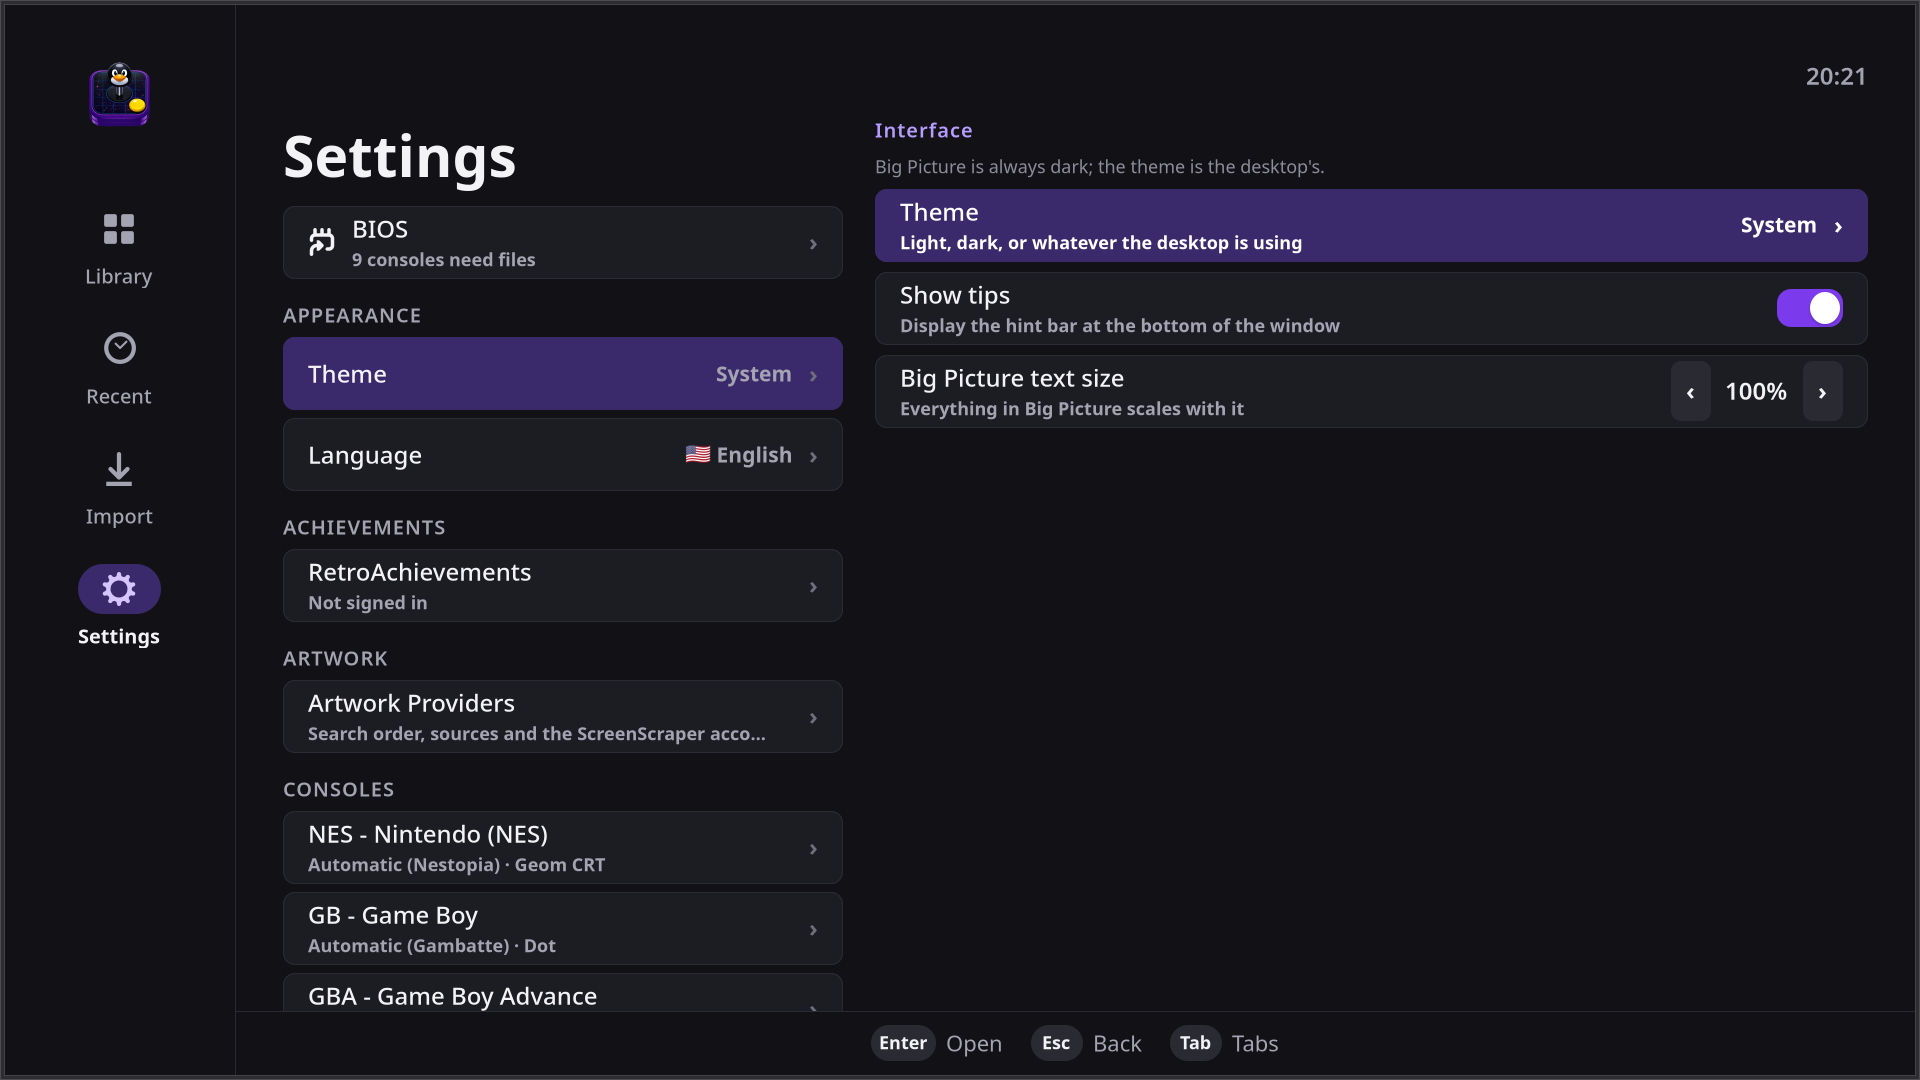 20:21
Library
Recent
Import
Settings
Settings
BIOS
9 consoles need files
APPEARANCE
Theme
System
Language
🇺🇸 English
ACHIEVEMENTS
RetroAchievements
Not signed in
ARTWORK
Artwork Providers
Search order, sources and the ScreenScraper acco...
CONSOLES
NES - Nintendo (NES)
Automatic (Nestopia) · Geom CRT
GB - Game Boy
Automatic (Gambatte) · Dot
GBA - Game Boy Advance
Interface
Big Picture is always dark; the theme is the desktop's.
Theme
Light, dark, or whatever the desktop is using
System
Show tips
Display the hint bar at the bottom of the window
Big Picture text size
Everything in Big Picture scales with it
100%
Enter Open Esc Back Tab Tabs